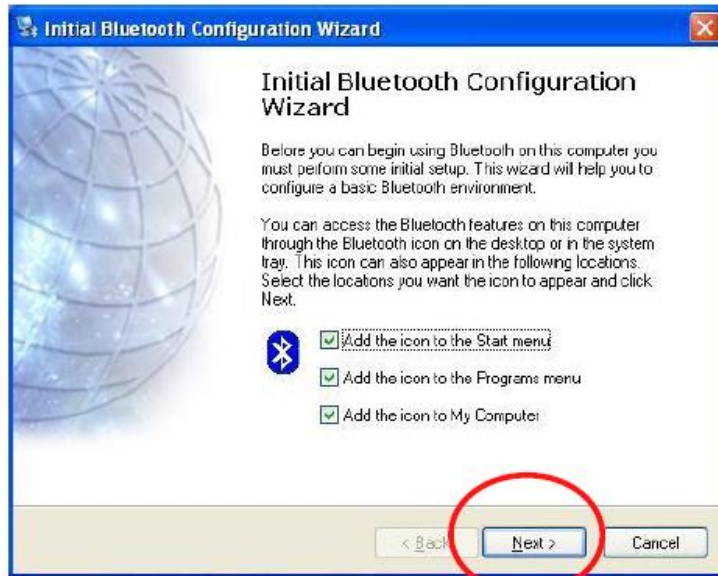 Initial Bluetooth Configuration Wizard
Initial Bluetooth Configuration
Wizard
Before you can begin using Bluetooth on this computer you
must perform some initial setup. This wizard will help you to
configure a basic Bluetooth environment.
You can access the Bluetooth features on this computer
through the Bluetooth icon on the desktop or in the system
tray. This icon can also appear in the following locations.
Select the locations you want the icon to appear and click
Next.
Add the icon to the Start menu
Add the icon to the Programs menu
Add the icon to My Computer
< Back
Next >
Cancel